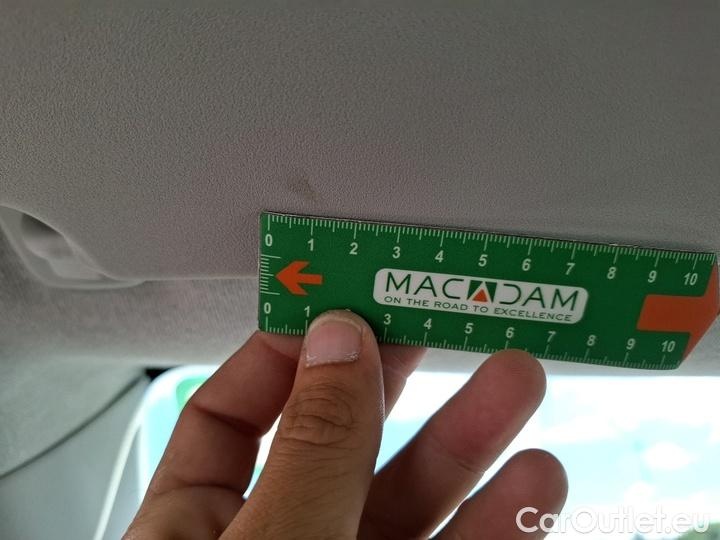 0 1 2 3 4 5 6 7 8 9 10
MACADAM
ON THE ROAD TO EXCELLENCE
0 1 3 4 5 6 7 8 9 10
CarOutlet.eu